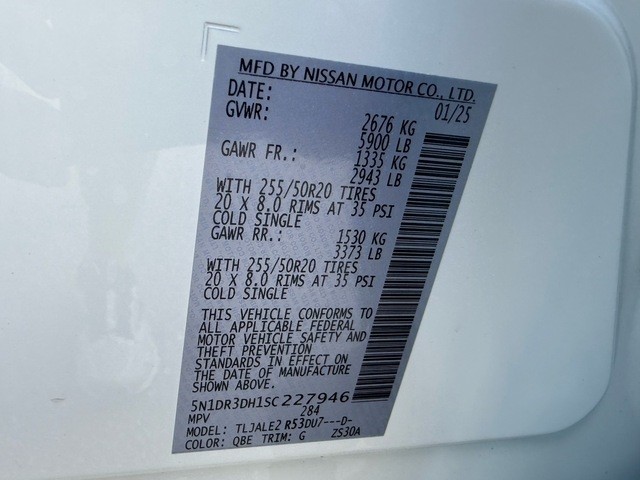 MFD BY NISSAN MOTOR CO., LTD.
DATE: 01/25
GVWR: 2676 KG
5900 LB
GAWR FR.: 1335 KG
2943 LB
WITH 255/50R20 TIRES
20 X 8.0 RIMS AT 35 PSI
COLD SINGLE
GAWR RR.: 1530 KG
3373 LB
WITH 255/50R20 TIRES
20 X 8.0 RIMS AT 35 PSI
COLD SINGLE
THIS VEHICLE CONFORMS TO
ALL APPLICABLE FEDERAL
MOTOR VEHICLE SAFETY AND
THEFT PREVENTION
STANDARDS IN EFFECT ON
THE DATE OF MANUFACTURE
SHOWN ABOVE.
5N1DR3DH1SC227946
MPV 284
MODEL: TLJALE2 R53DU7---D-
COLOR: QBE TRIM: G ZS30A